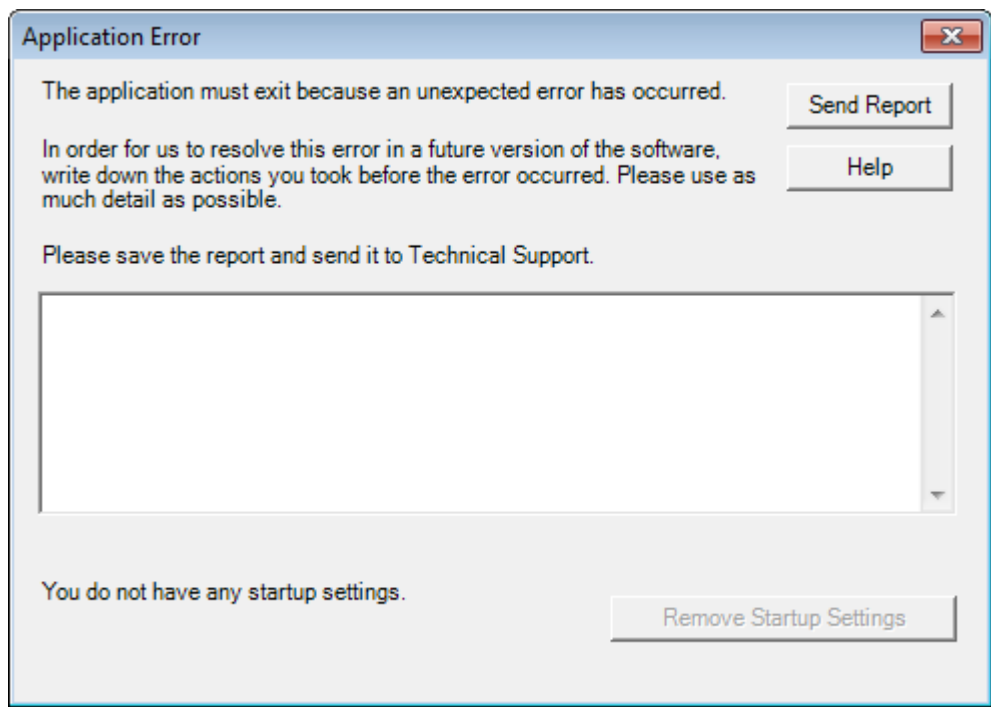 Application Error
The application must exit because an unexpected error has occurred.
Send Report
In order for us to resolve this error in a future version of the software,
write down the actions you took before the error occurred. Please use as
much detail as possible.
Help
Please save the report and send it to Technical Support.
You do not have any startup settings.
Remove Startup Settings